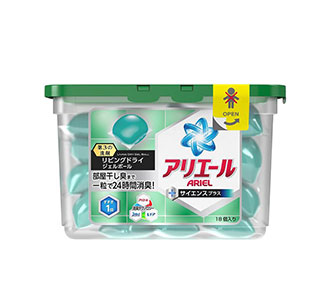 OPEN
第3の洗剤
リビングドライ
ジェルボール
部屋干し臭まで
一粒で24時間消臭!
アリエール
ARIEL
サイエンスプラス
18個入り